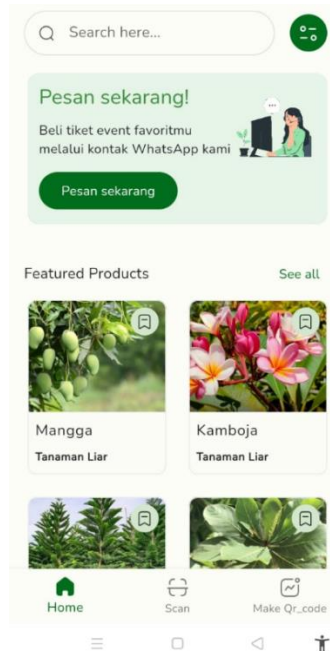 Search here...
Pesan sekarang!
Beli tiket event favoritmu
melalui kontak WhatsApp kami
Pesan sekarang
Featured Products
See all
Mangga
Kamboja
Tanaman Liar
Tanaman Liar
Home
Scan
Make Qr_code